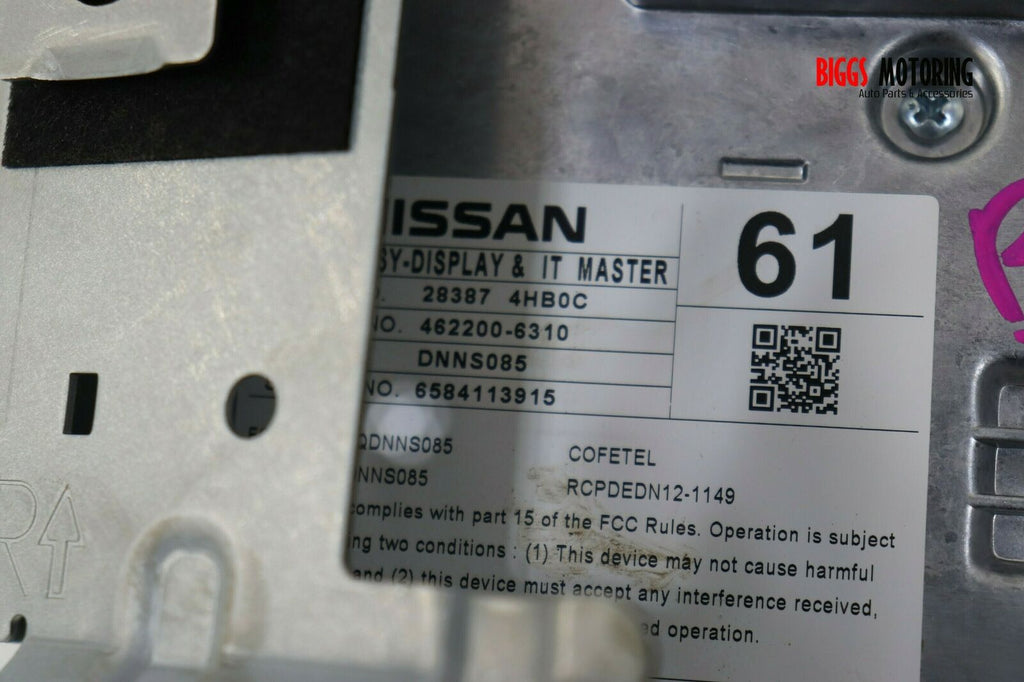 BIGGS MOTORING
Auto Parts & Accessories
NISSAN
SY-DISPLAY & IT MASTER
61
28387 4HB0C
NO. 462200-6310
DNNS085
NO. 6584113915
QDNNS085
COFETEL
NNS085
RCPDEDN12-1149
complies with part 15 of the FCC Rules. Operation is subject
ng two conditions : (1) This device may not cause harmful
and (2) this device must accept any interference received,
ed operation.
R